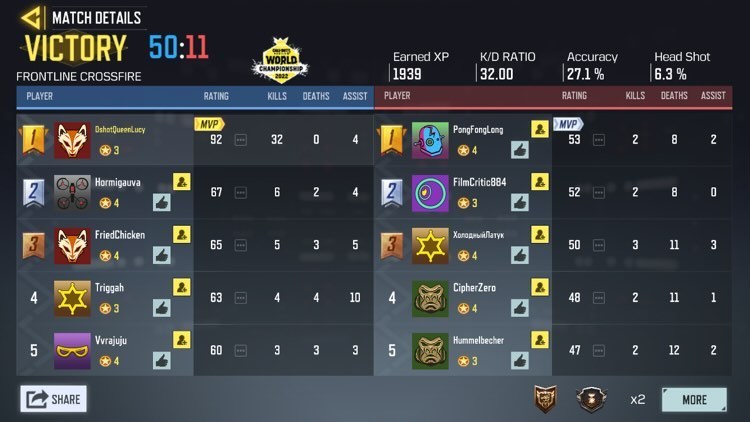 MATCH DETAILS
VICTORY 50:11
FRONTLINE CROSSFIRE
CALL OF DUTY
WORLD
CHAMPIONSHIP
2022
Earned XP K/D RATIO Accuracy Head Shot
1939 32.00 27.1 % 6.3 %
PLAYER RATING KILLS DEATHS ASSIST PLAYER RATING KILLS DEATHS ASSIST
1 OshotQueenLucy 3 MVP 92 32 0 4
2 Hormigauva 4 67 6 2 4
3 FriedChicken 4 65 5 3 5
4 Triggah 3 63 4 4 10
5 Vvrajuju 4 60 3 3 3
1 PongFongLong 4 MVP 53 2 8 2
2 FilmCritic884 3 52 2 8 0
3 ХолодныйЛатук 4 50 3 11 3
4 CipherZero 4 48 2 11 1
5 Hummelbecher 3 47 2 12 2
SHARE x2 MORE